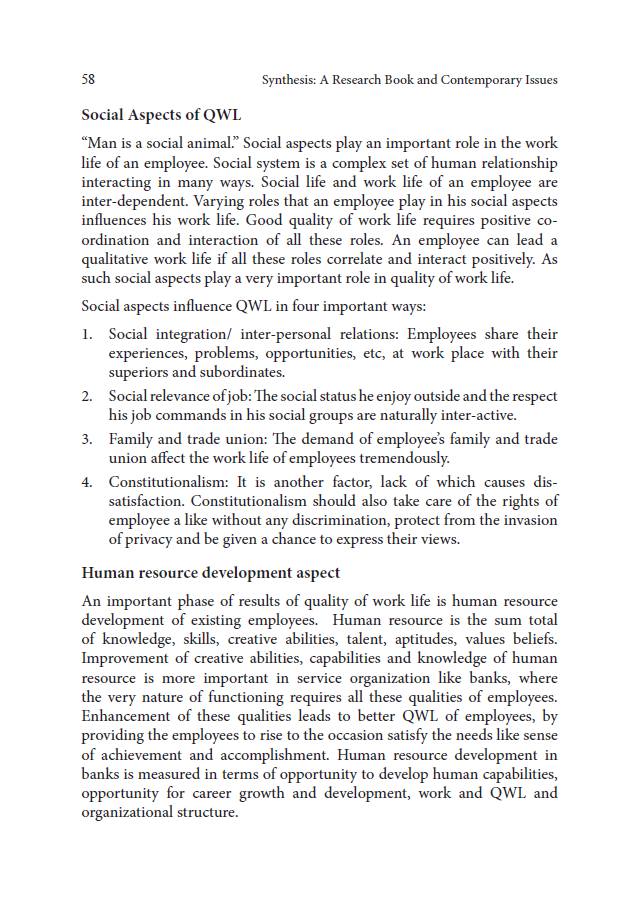 58 Synthesis: A Research Book and Contemporary Issues
Social Aspects of QWL
“Man is a social animal.” Social aspects play an important role in the work
life of an employee. Social system is a complex set of human relationship
interacting in many ways. Social life and work life of an employee are
inter-dependent. Varying roles that an employee play in his social aspects
influences his work life. Good quality of work life requires positive co-
ordination and interaction of all these roles. An employee can lead a
qualitative work life if all these roles correlate and interact positively. As
such social aspects play a very important role in quality of work life.
Social aspects influence QWL in four important ways:
1. Social integration/ inter-personal relations: Employees share their
experiences, problems, opportunities, etc, at work place with their
superiors and subordinates.
2. Social relevance of job: The social status he enjoy outside and the respect
his job commands in his social groups are naturally inter-active.
3. Family and trade union: The demand of employee’s family and trade
union affect the work life of employees tremendously.
4. Constitutionalism: It is another factor, lack of which causes dis-
satisfaction. Constitutionalism should also take care of the rights of
employee a like without any discrimination, protect from the invasion
of privacy and be given a chance to express their views.
Human resource development aspect
An important phase of results of quality of work life is human resource
development of existing employees. Human resource is the sum total
of knowledge, skills, creative abilities, talent, aptitudes, values beliefs.
Improvement of creative abilities, capabilities and knowledge of human
resource is more important in service organization like banks, where
the very nature of functioning requires all these qualities of employees.
Enhancement of these qualities leads to better QWL of employees, by
providing the employees to rise to the occasion satisfy the needs like sense
of achievement and accomplishment. Human resource development in
banks is measured in terms of opportunity to develop human capabilities,
opportunity for career growth and development, work and QWL and
organizational structure.